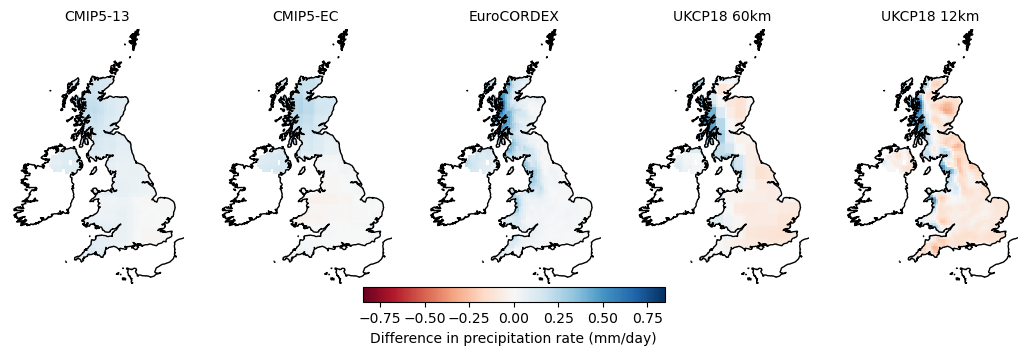 CMIP5-13
CMIP5-EC
EuroCORDEX
UKCP18 60km
UKCP18 12km
−0.75 −0.50 −0.25 0.00 0.25 0.50 0.75
Difference in precipitation rate (mm/day)